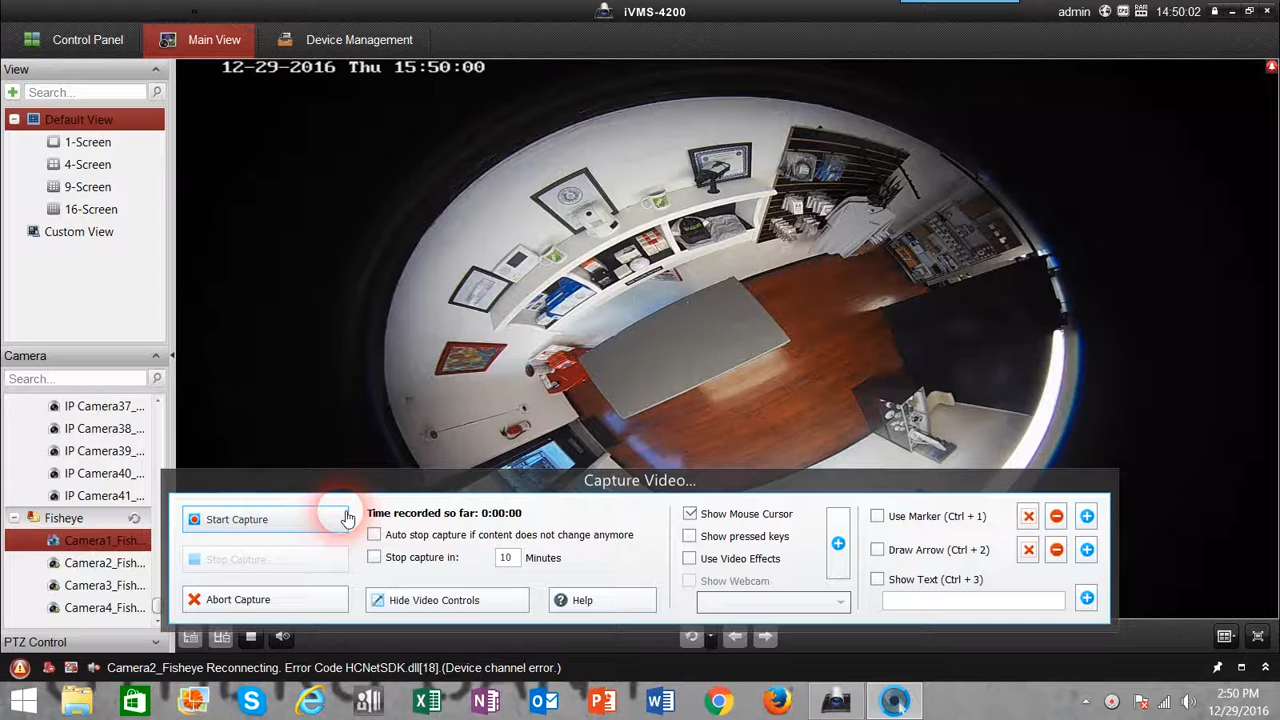 iVMS-4200
admin
14:50:02
Control Panel
Main View
Device Management
View
12-29-2016 Thu 15:50:00
Search...
Default View
1-Screen
4-Screen
9-Screen
16-Screen
Custom View
Camera
Search...
IP Camera37_...
IP Camera38_...
IP Camera39_...
IP Camera40_...
IP Camera41_...
Fisheye
Camera1_Fish...
Camera2_Fish...
Camera3_Fish...
Camera4_Fish...
PTZ Control
Capture Video...
Start Capture
Stop Capture
Abort Capture
Time recorded so far: 0:00:00
Auto stop capture if content does not change anymore
Stop capture in: 10 Minutes
Hide Video Controls
Help
Show Mouse Cursor
Show pressed keys
Use Video Effects
Show Webcam
Use Marker (Ctrl + 1)
Draw Arrow (Ctrl + 2)
Show Text (Ctrl + 3)
Camera2_Fisheye Reconnecting. Error Code HCNetSDK.dll[18].(Device channel error.)
2:50 PM
12/29/2016